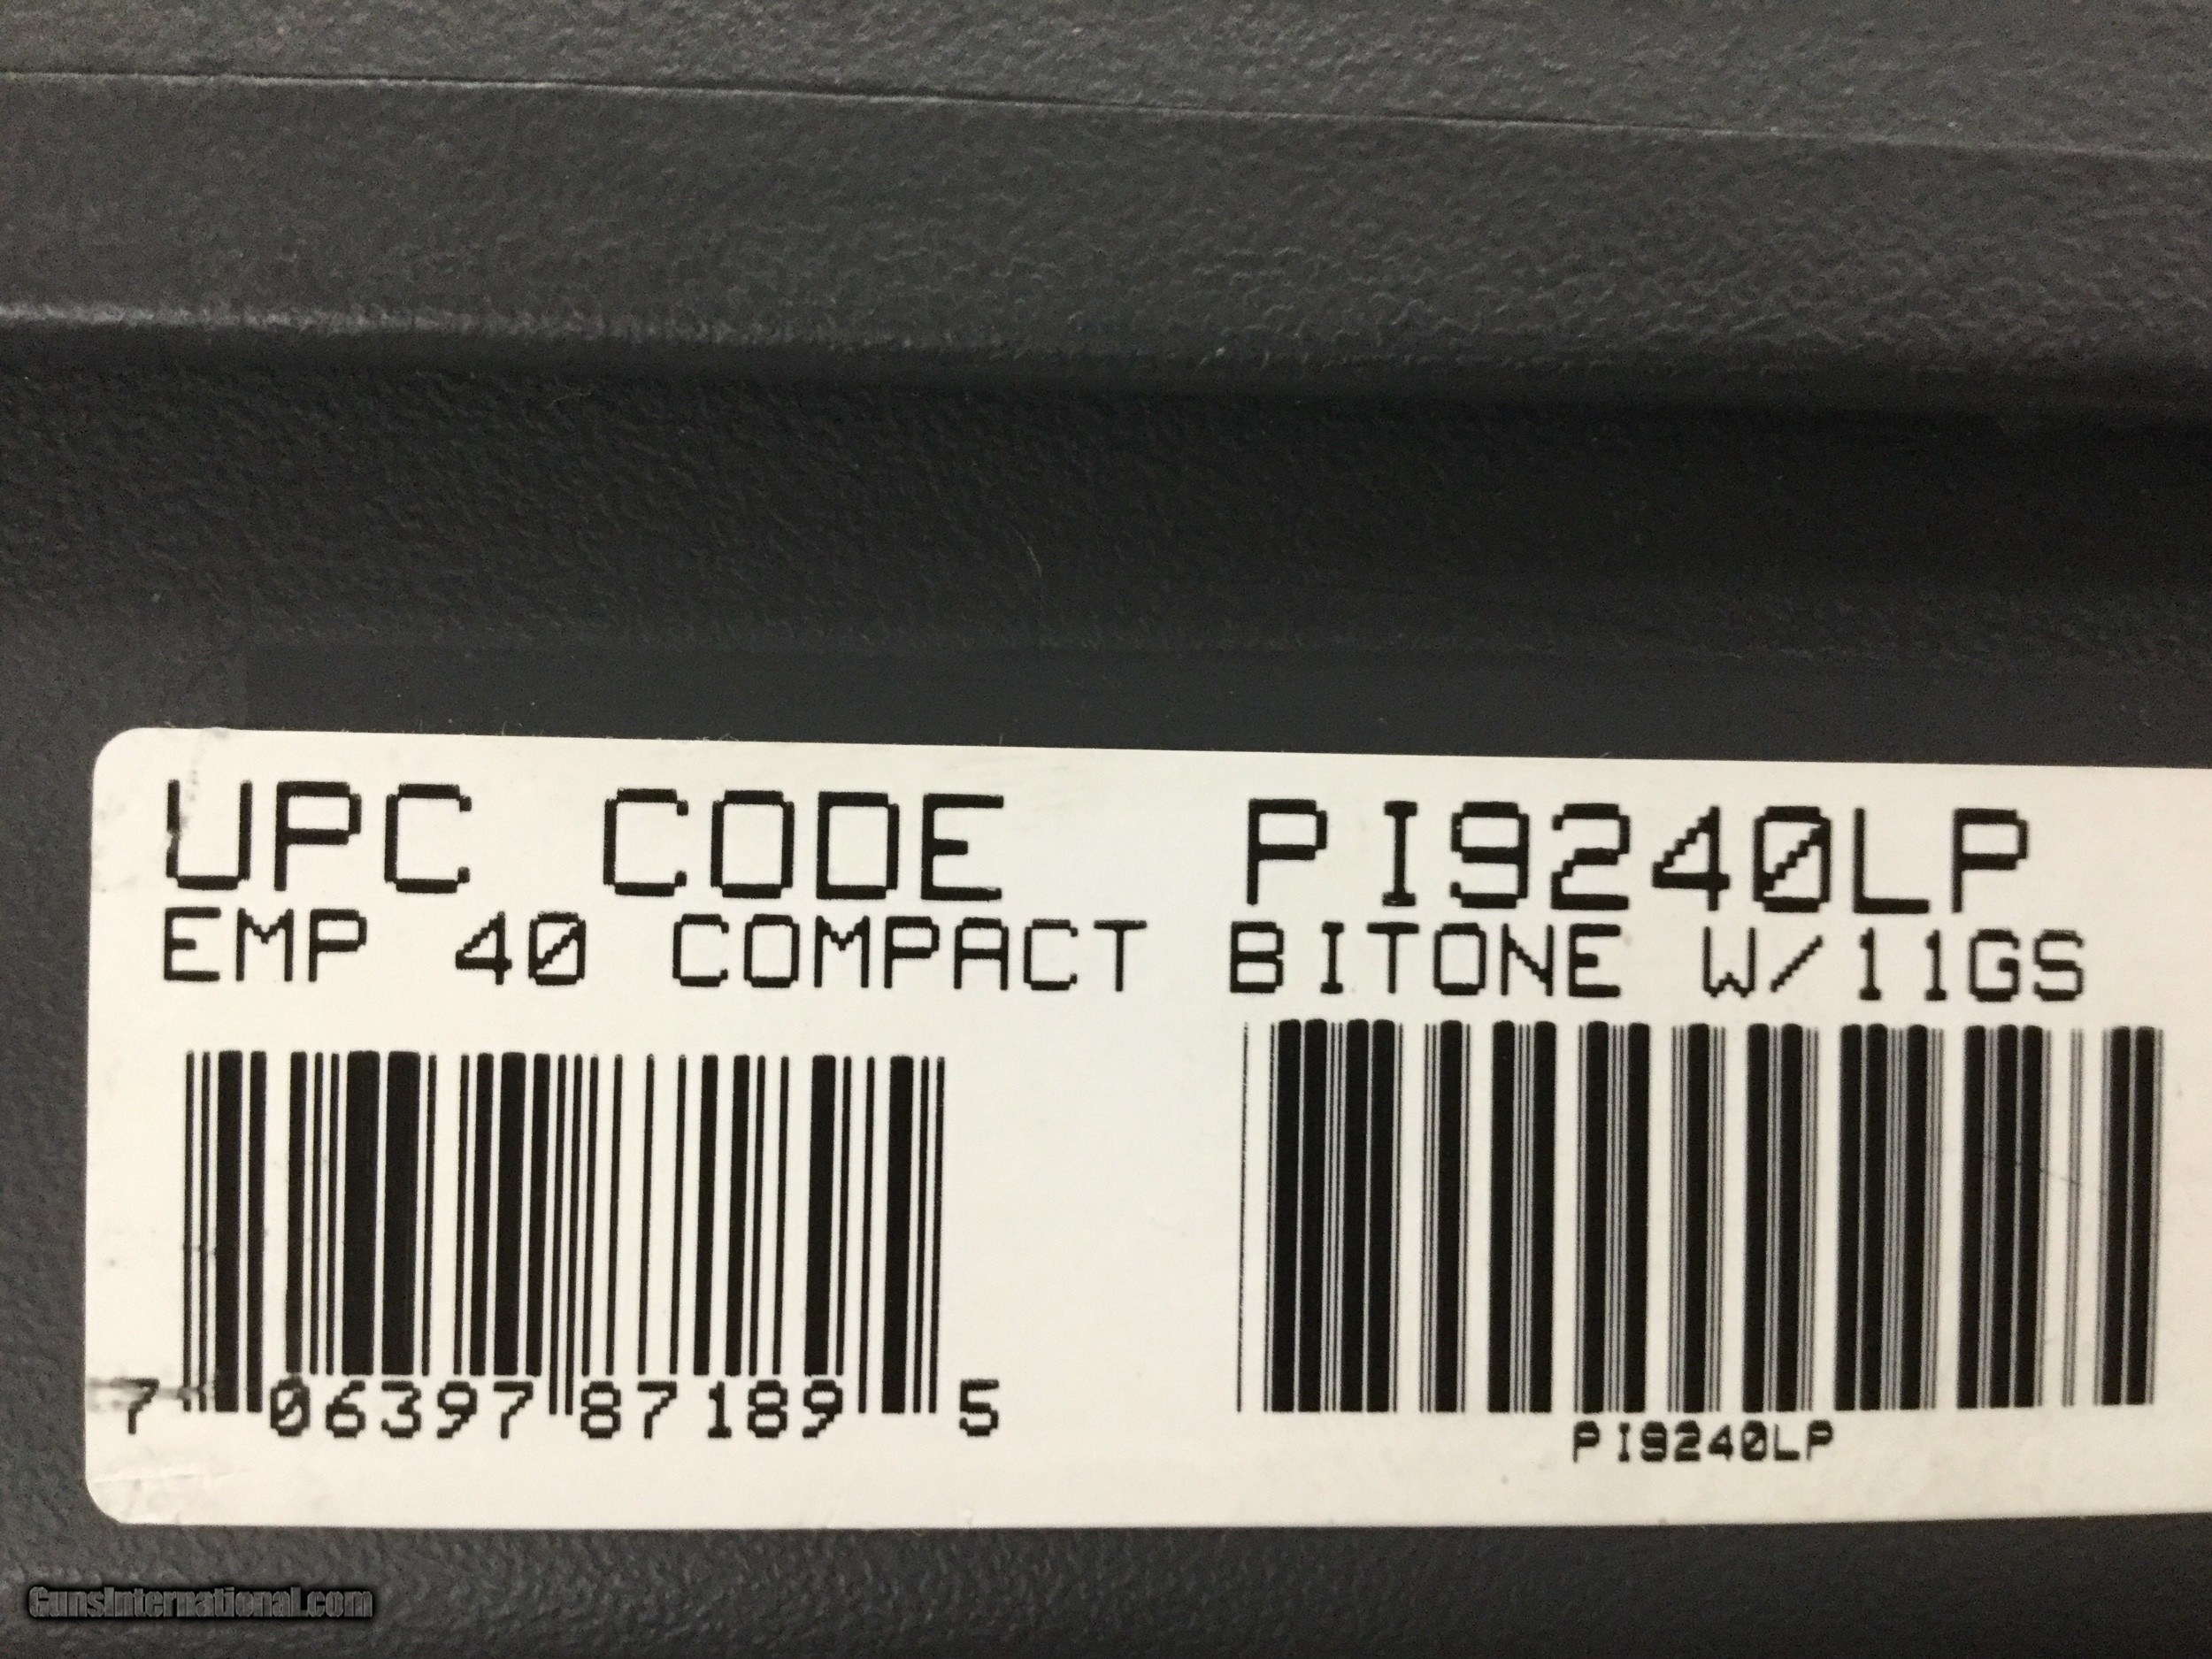 UPC CODE PI9240LP
EMP 40 COMPACT BITONE W/11GS
7 06397 87189 5
PI9240LP
GunsInternational.com